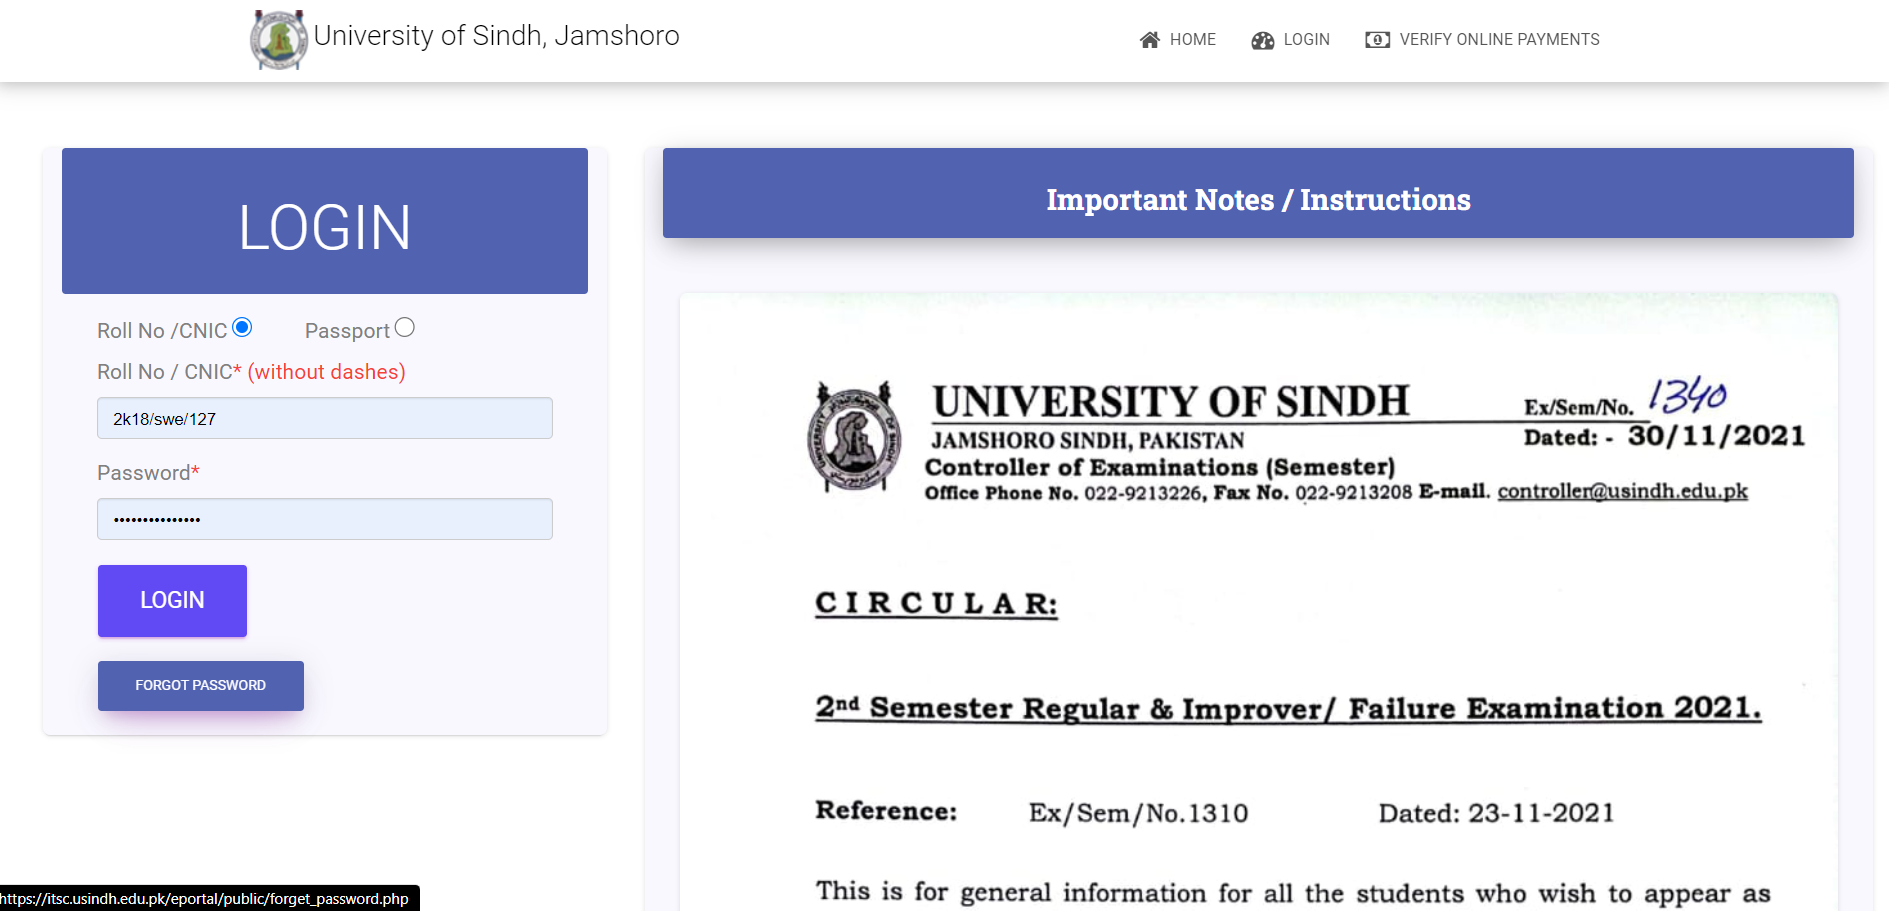 University of Sindh, Jamshoro
HOME
LOGIN
VERIFY ONLINE PAYMENTS
LOGIN
Roll No /CNIC
Passport
Roll No / CNIC* (without dashes)
2k18/swe/127
Password*
•••••••••••••••
LOGIN
FORGOT PASSWORD
Important Notes / Instructions
UNIVERSITY OF SINDH
JAMSHORO SINDH, PAKISTAN
Controller of Examinations (Semester)
Office Phone No. 022-9213226, Fax No. 022-9213208 E-mail. controller@usindh.edu.pk
Ex/Sem/No. 1340
Dated: - 30/11/2021
CIRCULAR:
2nd Semester Regular & Improver/ Failure Examination 2021.
Reference: Ex/Sem/No.1310 Dated: 23-11-2021
This is for general information for all the students who wish to appear as
https://itsc.usindh.edu.pk/eportal/public/forget_password.php